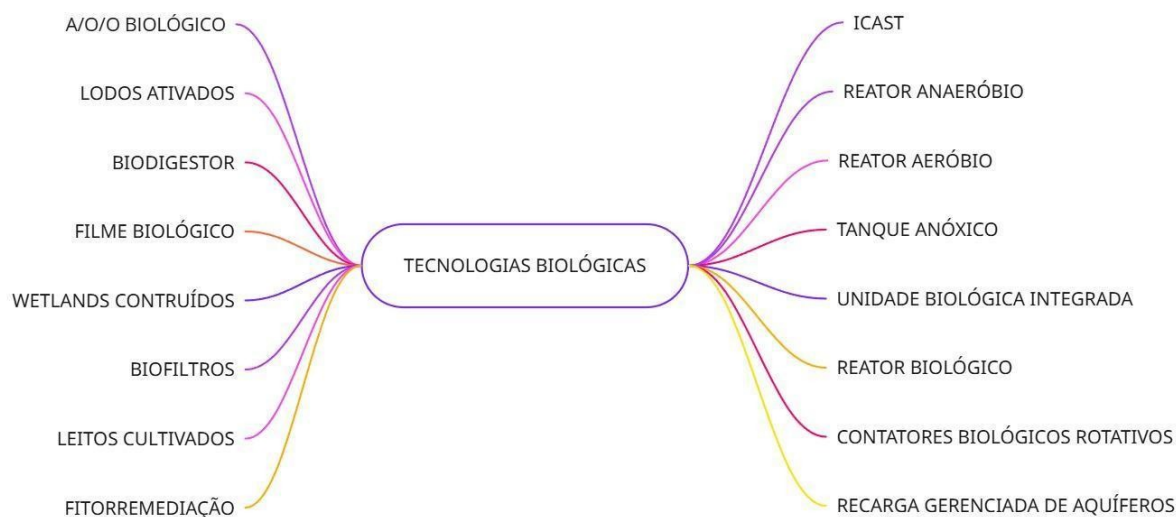 A/O/O BIOLÓGICO
LODOS ATIVADOS
BIODIGESTOR
FILME BIOLÓGICO
WETLANDS CONTRUÍDOS
BIOFILTROS
LEITOS CULTIVADOS
FITORREMEDIAÇÃO
TECNOLOGIAS BIOLÓGICAS
ICAST
REATOR ANAERÓBIO
REATOR AERÓBIO
TANQUE ANÓXICO
UNIDADE BIOLÓGICA INTEGRADA
REATOR BIOLÓGICO
CONTATORES BIOLÓGICOS ROTATIVOS
RECARGA GERENCIADA DE AQUÍFEROS